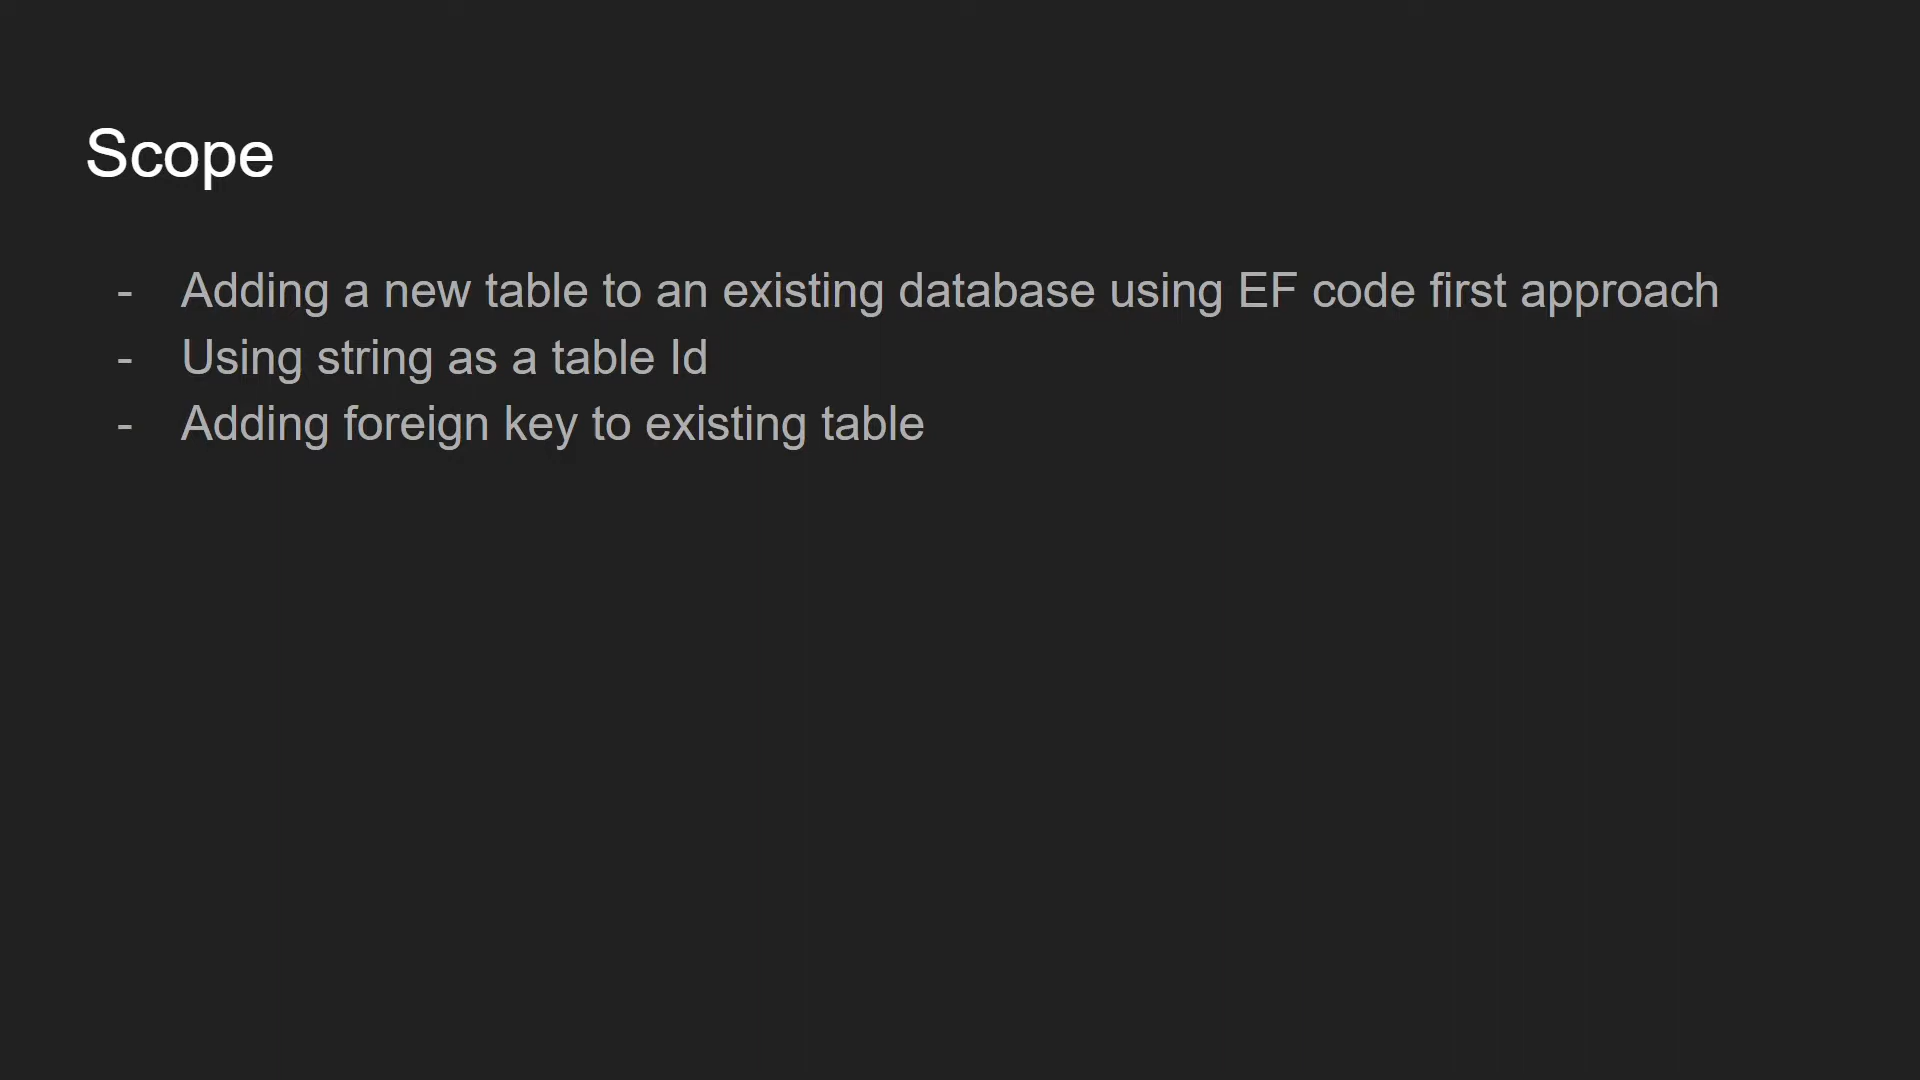 Scope
- Adding a new table to an existing database using EF code first approach
- Using string as a table Id
- Adding foreign key to existing table